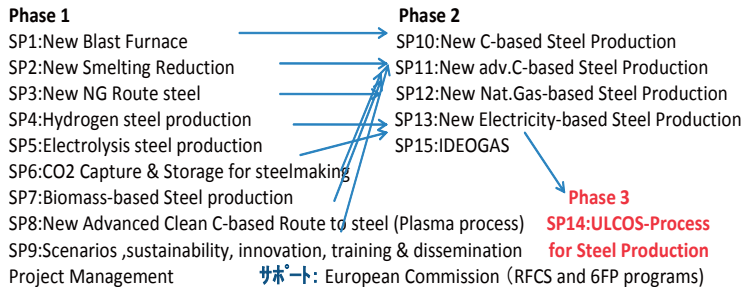 Phase 1
SP1:New Blast Furnace
SP2:New Smelting Reduction
SP3:New NG Route steel
SP4:Hydrogen steel production
SP5:Electrolysis steel production
SP6:CO2 Capture & Storage for steelmaking
SP7:Biomass-based Steel production
SP8:New Advanced Clean C-based Route to steel (Plasma process)
SP9:Scenarios ,sustainability, innovation, training & dissemination
Project Management
Phase 2
SP10:New C-based Steel Production
SP11:New adv.C-based Steel Production
SP12:New Nat.Gas-based Steel Production
SP13:New Electricity-based Steel Production
SP15:IDEOGAS
Phase 3
SP14:ULCOS-Process
for Steel Production
サポート: European Commission (RFCS and 6FP programs)